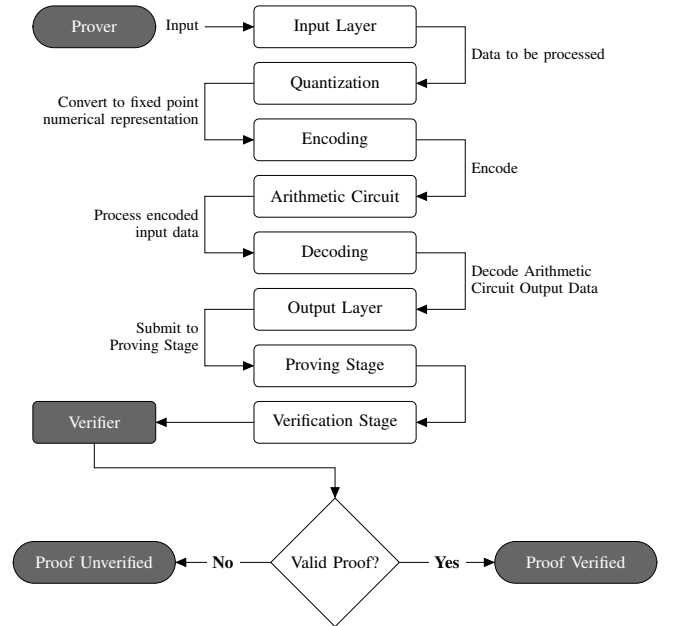 Prover
Input
Input Layer
Data to be processed
Quantization
Convert to fixed point
numerical representation
Encoding
Encode
Arithmetic Circuit
Process encoded
input data
Decoding
Decode Arithmetic
Circuit Output Data
Output Layer
Submit to
Proving Stage
Proving Stage
Verifier
Verification Stage
Proof Unverified
No
Valid Proof?
Yes
Proof Verified